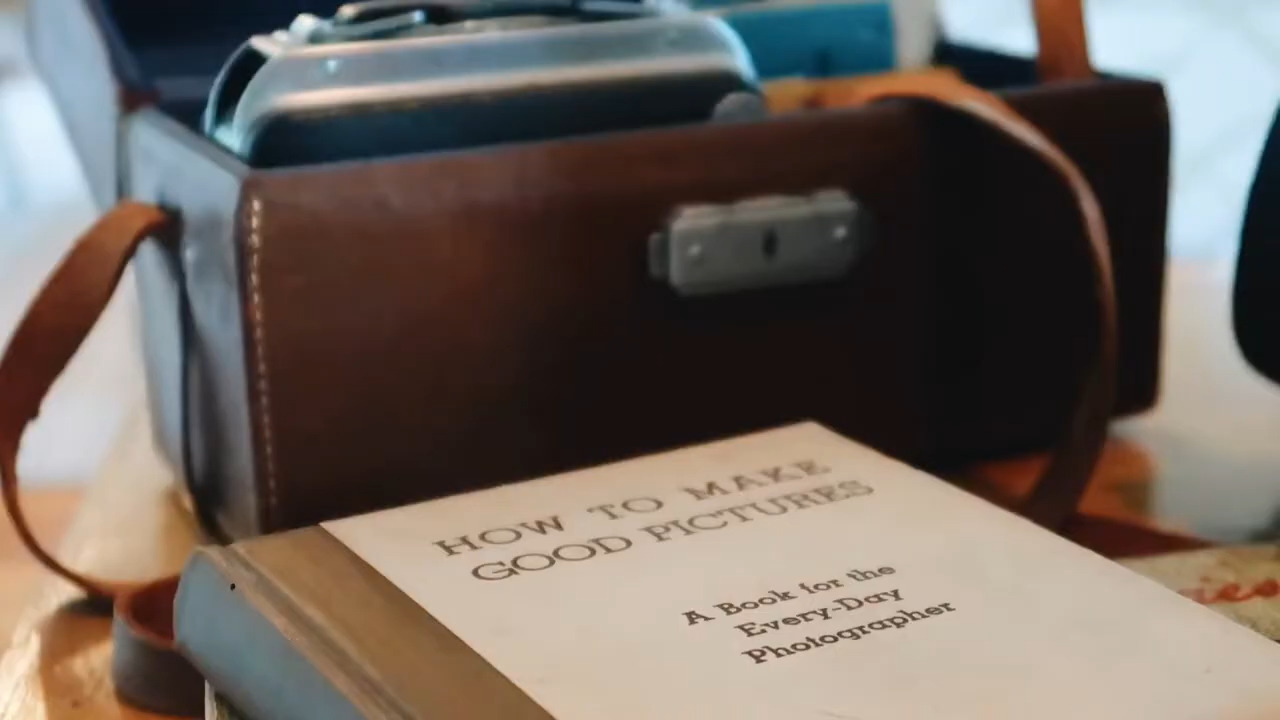 HOW TO MAKE
GOOD PICTURES
A Book for the
Every-Day
Photographer